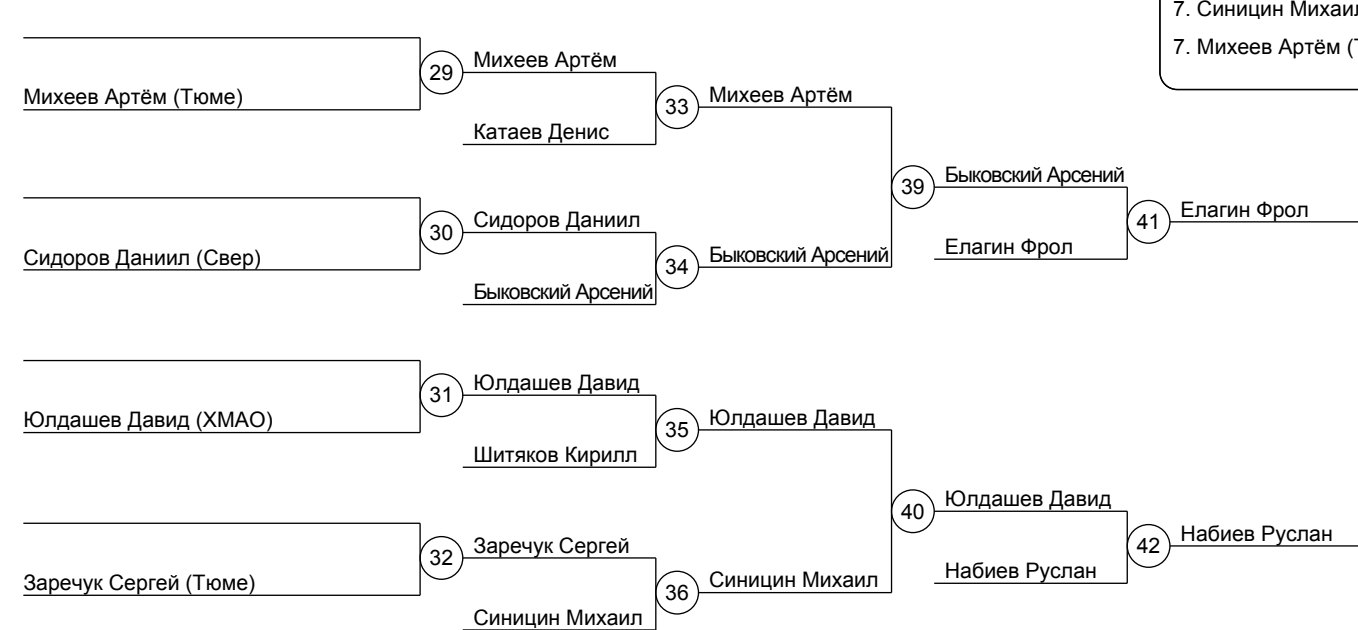 7. Синицин Михаил
7. Михеев Артём (
29
Михеев Артём
Михеев Артём (Тюме)
33
Михеев Артём
Катаев Денис
39
Быковский Арсений
30
Сидоров Даниил
41
Елагин Фрол
Сидоров Даниил (Свер)
34
Быковский Арсений
Елагин Фрол
Быковский Арсений
31
Юлдашев Давид
Юлдашев Давид (ХМАО)
35
Юлдашев Давид
Шитяков Кирилл
40
Юлдашев Давид
32
Заречук Сергей
42
Набиев Руслан
Заречук Сергей (Тюме)
36
Синицин Михаил
Набиев Руслан
Синицин Михаил